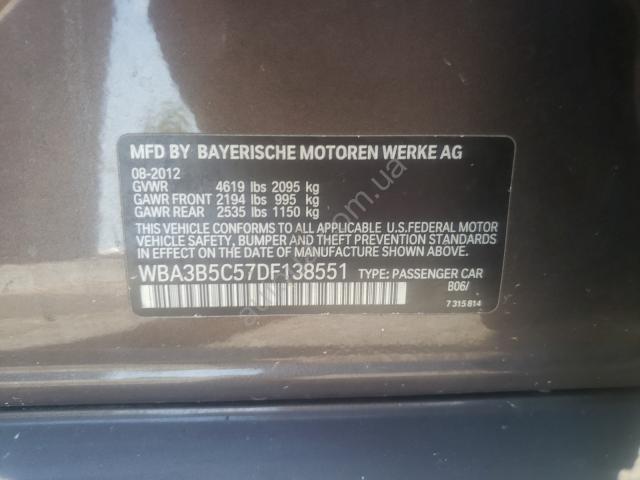 MFD BY BAYERISCHE MOTOREN WERKE AG
08-2012
GVWR 4619 lbs 2095 kg
GAWR FRONT 2194 lbs 995 kg
GAWR REAR 2535 lbs 1150 kg
THIS VEHICLE CONFORMS TO ALL APPLICABLE U.S.FEDERAL MOTOR
VEHICLE SAFETY, BUMPER AND THEFT PREVENTION STANDARDS
IN EFFECT ON THE DATE OF MANUFACTURE SHOWN ABOVE.
WBA3B5C57DF138551 TYPE: PASSENGER CAR
B06/
7 315 814